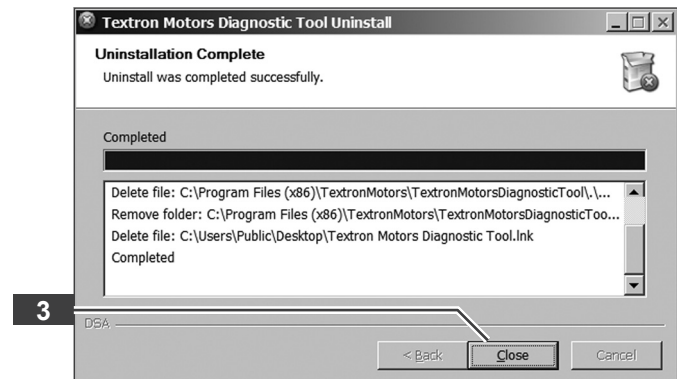 Textron Motors Diagnostic Tool Uninstall
Uninstallation Complete
Uninstall was completed successfully.
Completed
Delete file: C:\Program Files (x86)\TextronMotors\TextronMotorsDiagnosticTool\.\...
Remove folder: C:\Program Files (x86)\TextronMotors\TextronMotorsDiagnosticToo...
Delete file: C:\Users\Public\Desktop\Textron Motors Diagnostic Tool.lnk
Completed
3
DSA
< Back Close Cancel